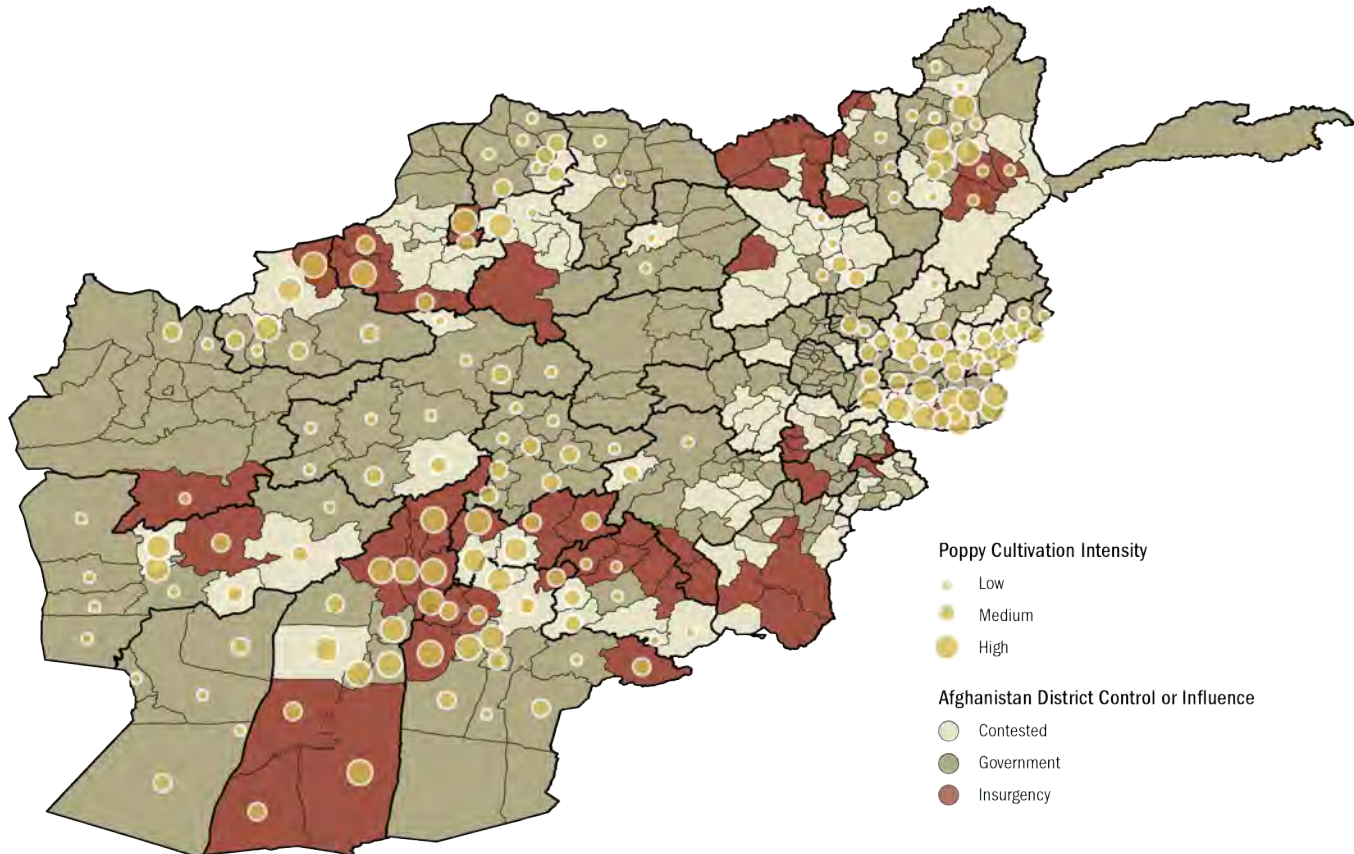 Poppy Cultivation Intensity
Low
Medium
High
Afghanistan District Control or Influence
Contested
Government
Insurgency